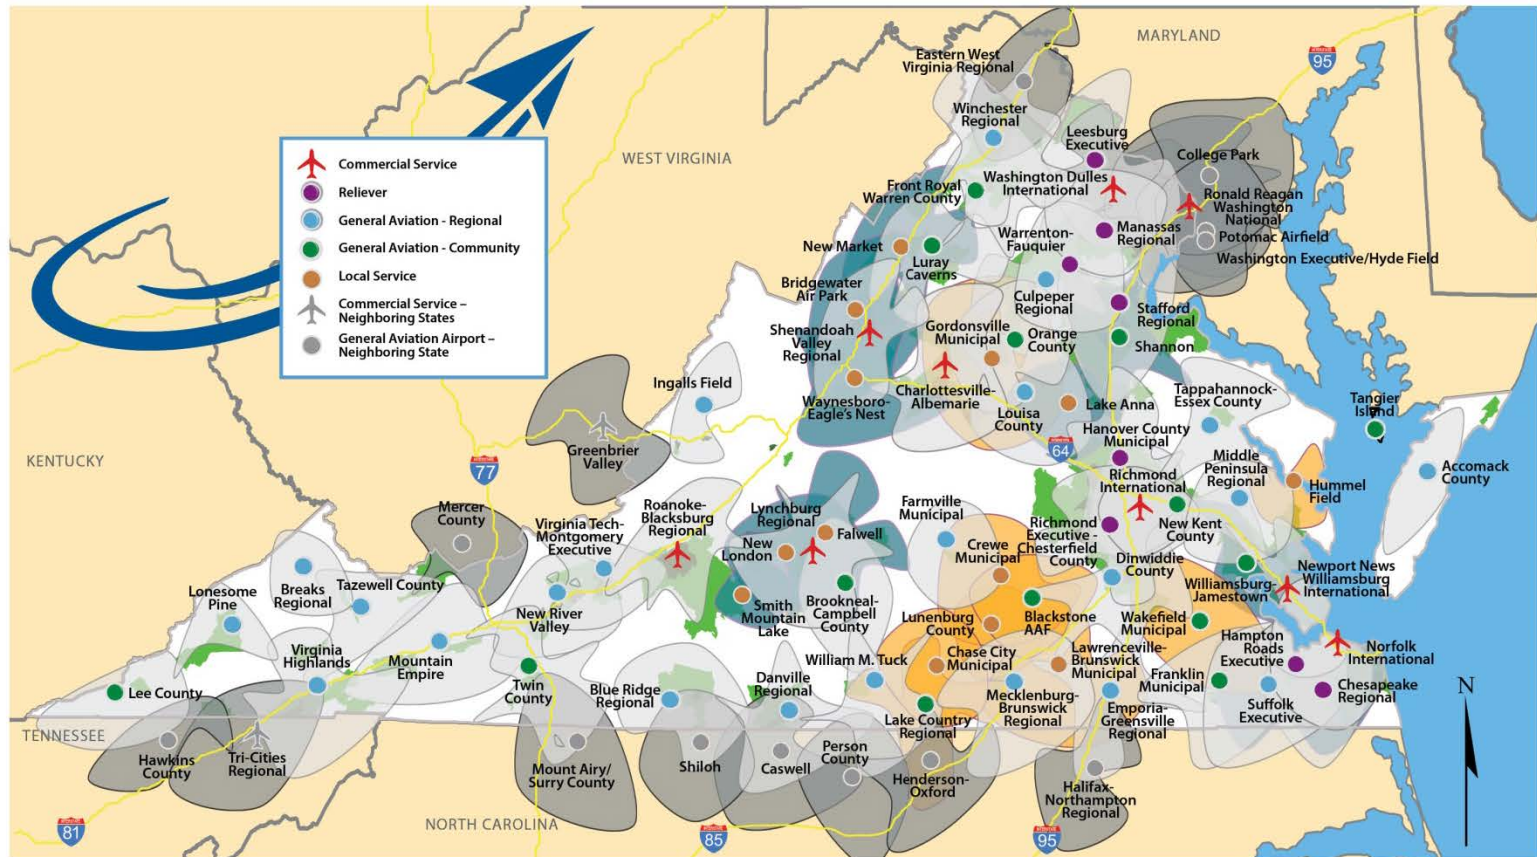 MARYLAND
95
Eastern West
Virginia Regional
Winchester
Regional
Leesburg
Executive
WEST VIRGINIA
College Park
Commercial Service
Reliever
General Aviation - Regional
General Aviation - Community
Local Service
Commercial Service –
Neighboring States
General Aviation Airport –
Neighboring State
Front Royal
Warren County
Washington Dulles
International
Ronald Reagan
Washington
National
Manassas
Regional
Potomac Airfield
Washington Executive/Hyde Field
New Market
Luray
Caverns
Warrenton-
Fauquier
Bridgewater
Air Park
Culpeper
Regional
Stafford
Regional
Shenandoah
Valley
Regional
Gordonsville
Municipal
Orange
County
Shannon
Ingalls Field
Waynesboro-
Eagle's Nest
Charlottesville-
Albemarie
Louisa
County
Lake Anna
Tappahannock-
Essex County
Tangier
Island
Hanover County
Municipal
64
KENTUCKY
77
Greenbrier
Valley
Richmond
International
Middle
Peninsula
Regional
Hummel
Field
Accomack
County
Mercer
County
Virginia Tech-
Montgomery
Executive
Roanoke-
Blacksburg
Regional
Lynchburg
Regional
Falwell
New
London
Farmville
Municipal
Crewe
Municipal
Richmond
Executive -
Chesterfield
County
New Kent
County
Dinwiddie
County
Williamsburg-
Jamestown
Newport News
Williamsburg
International
Lonesome
Pine
Breaks
Regional
Tazewell County
New River
Valley
Smith
Mountain
Lake
Brookneal-
Campbell
County
Lunenburg
County
Blackstone
AAF
Wakefield
Municipal
Hampton
Roads
Executive
Norfolk
International
Virginia
Highlands
Mountain
Empire
Lee County
Twin
County
Blue Ridge
Regional
Danville
Regional
William M. Tuck
Chase City
Municipal
Lawrenceville-
Brunswick
Municipal
Franklin
Municipal
Suffolk
Executive
Chesapeake
Regional
Lake Country
Regional
Mecklenburg-
Brunswick
Regional
Emporia-
Greensville
Regional
N
TENNESSEE
Hawkins
County
Tri-Cities
Regional
Mount Airy/
Surry County
Shiloh
Caswell
Person
County
Henderson-
Oxford
Halifax-
Northampton
Regional
NORTH CAROLINA
81
85
95